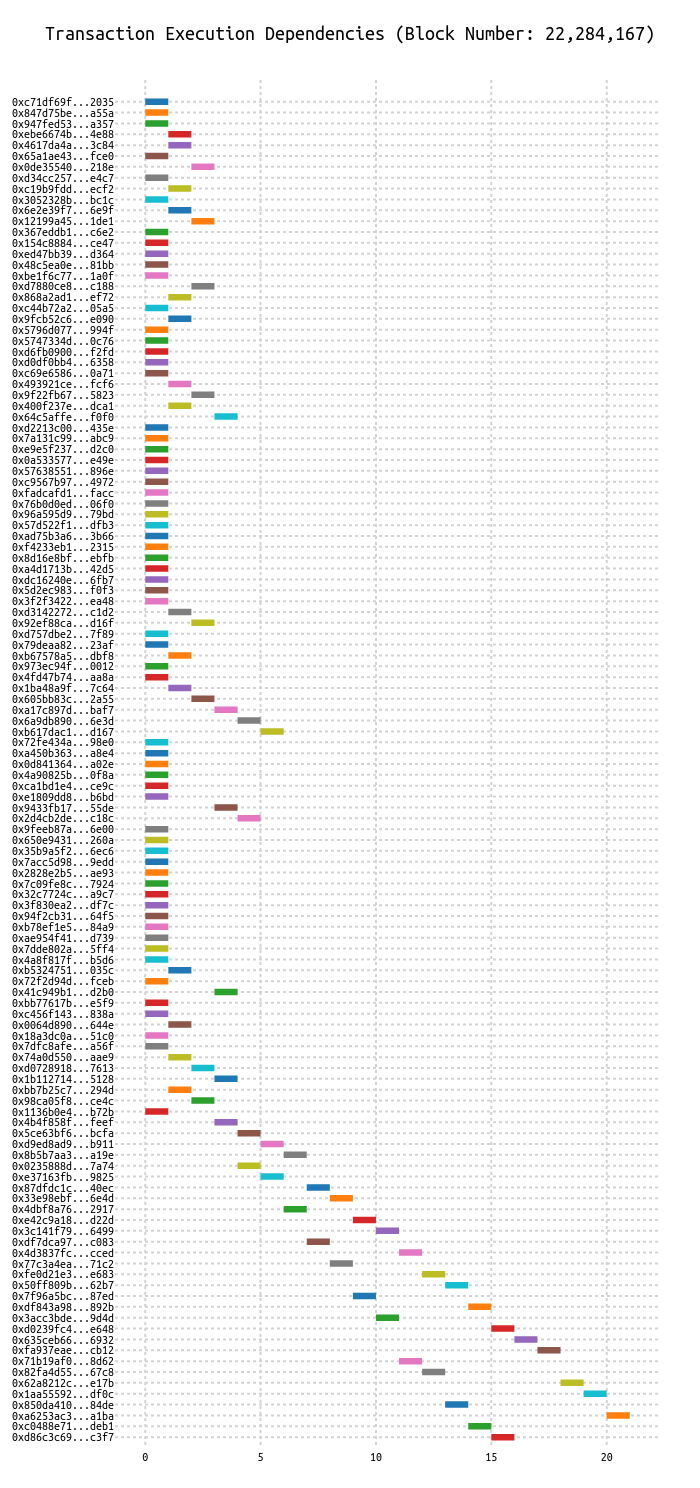 Transaction Execution Dependencies (Block Number: 22,284,167)
0xc71df69f...2035
0x847d75be...a55a
0x947fed53...a357
0xebe6674b...4e88
0x4617da4a...3c84
0x65a1ae43...fce0
0x0de35540...218e
0xd34cc257...e4c7
0xc19b9fdd...ecf2
0x3052328b...bc1c
0x6e2e39f7...6e9f
0x12199a45...1de1
0x367eddb1...c6e2
0x154c8884...ce47
0xed47bb39...d364
0x48c5ea0e...81bb
0xbe1f6c77...1a0f
0xd7880ce8...c188
0x868a2ad1...ef72
0xc44b72a2...05a5
0x9fcb52c6...e090
0x5796d077...994f
0x5747334d...0c76
0xd6fb0900...f2fd
0xd0df0bb4...6358
0xc69e6586...0a71
0x493921ce...fcf6
0x9f22fb67...5823
0x400f237e...dca1
0x64c5affe...f0f0
0xd2213c00...435e
0x7a131c99...abc9
0xe9e5f237...d2c0
0x0a533577...e49e
0x57638551...896e
0xc9567b97...4972
0xfadcafd1...facc
0x76b0d0ed...06f0
0x96a595d9...79bd
0x57d522f1...dfb3
0xad75b3a6...3b66
0xf4233eb1...2315
0x8d16e8bf...ebfb
0xa4d1713b...42d5
0xdc16240e...6fb7
0x5d2ec983...f0f3
0x3f2f3422...ea48
0xd3142272...c1d2
0x92ef88ca...d16f
0xd757dbe2...7f89
0x79deaa82...23af
0xb67578a5...dbf8
0x973ec94f...0012
0x4fd47b74...aa8a
0x1ba48a9f...7c64
0x605bb83c...2a55
0xa17c897d...baf7
0x6a9db890...6e3d
0xb617dac1...d167
0x72fe434a...98e0
0xa450b363...a8e4
0x0d841364...a02e
0x4a90825b...0f8a
0xca1bd1e4...ce9c
0xe1809dd8...b6bd
0x9433fb17...55de
0x2d4cb2de...c18c
0x9feeb87a...6e00
0x650e9431...260a
0x35b9a5f2...6ec6
0x7acc5d98...9edd
0x2828e2b5...ae93
0x7c09fe8c...7924
0x32c7724c...a9c7
0x3f830ea2...df7c
0x94f2cb31...64f5
0xb78ef1e5...84a9
0xae954f41...d739
0x7dde802a...5ff4
0x4a8f817f...b5d6
0xb5324751...035c
0x72f2d94d...fceb
0x41c949b1...d2b0
0xbb77617b...e5f9
0xc456f143...838a
0x0064d890...644e
0x18a3dc0a...51c0
0x7dfc8afe...a56f
0x74a0d550...aae9
0xd0728918...7613
0x1b112714...5128
0xbb7b25c7...294d
0x98ca05f8...ce4c
0x1136b0e4...b72b
0x4b4f858f...feef
0x5ce63bf6...bcfa
0xd9ed8ad9...b911
0x8b5b7aa3...a19e
0x0235888d...7a74
0xe37163fb...9825
0x87dfdc1c...40ec
0x33e98ebf...6e4d
0x4dbf8a76...2917
0xe42c9a18...d22d
0x3c141f79...6499
0xdf7dca97...c083
0x4d3837fc...cced
0x77c3a4ea...71c2
0xfe0d21e3...e683
0x50ff809b...62b7
0x7f96a5bc...87ed
0xdf843a98...892b
0x3acc3bde...9d4d
0xd0239fc4...e648
0x635ceb66...6932
0xfa937eae...cb12
0x71b19af0...8d62
0x82fa4d55...67c8
0x62a8212c...e17b
0x1aa55592...df0c
0x850da410...84de
0xa6253ac3...a1ba
0xc0488e71...deb1
0xd86c3c69...c3f7
0 5 10 15 20